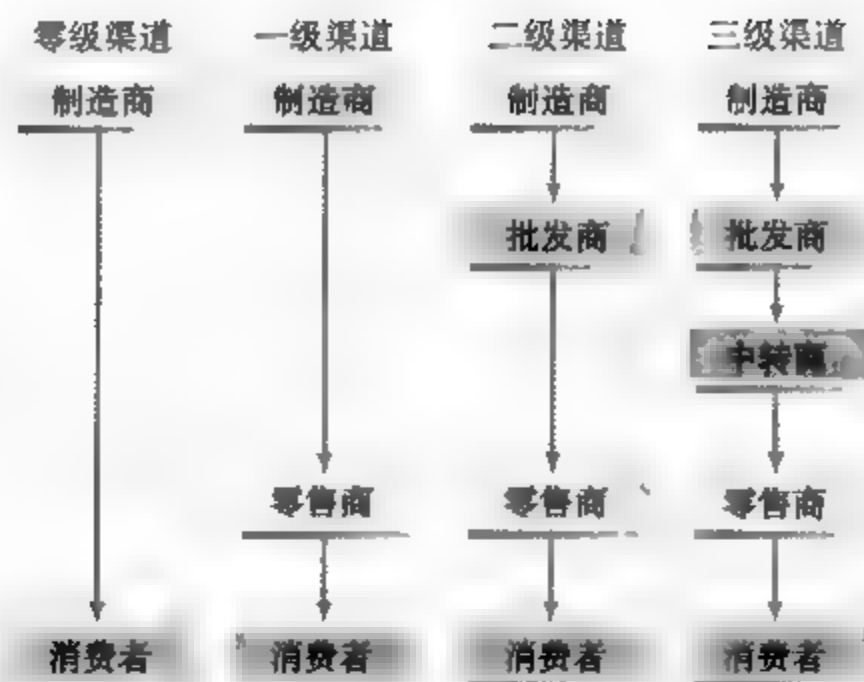 零级渠道 一级渠道 二级渠道 三级渠道
制造商 制造商 制造商 制造商
批发商 批发商
中转商
零售商 零售商 零售商
消费者 消费者 消费者 消费者